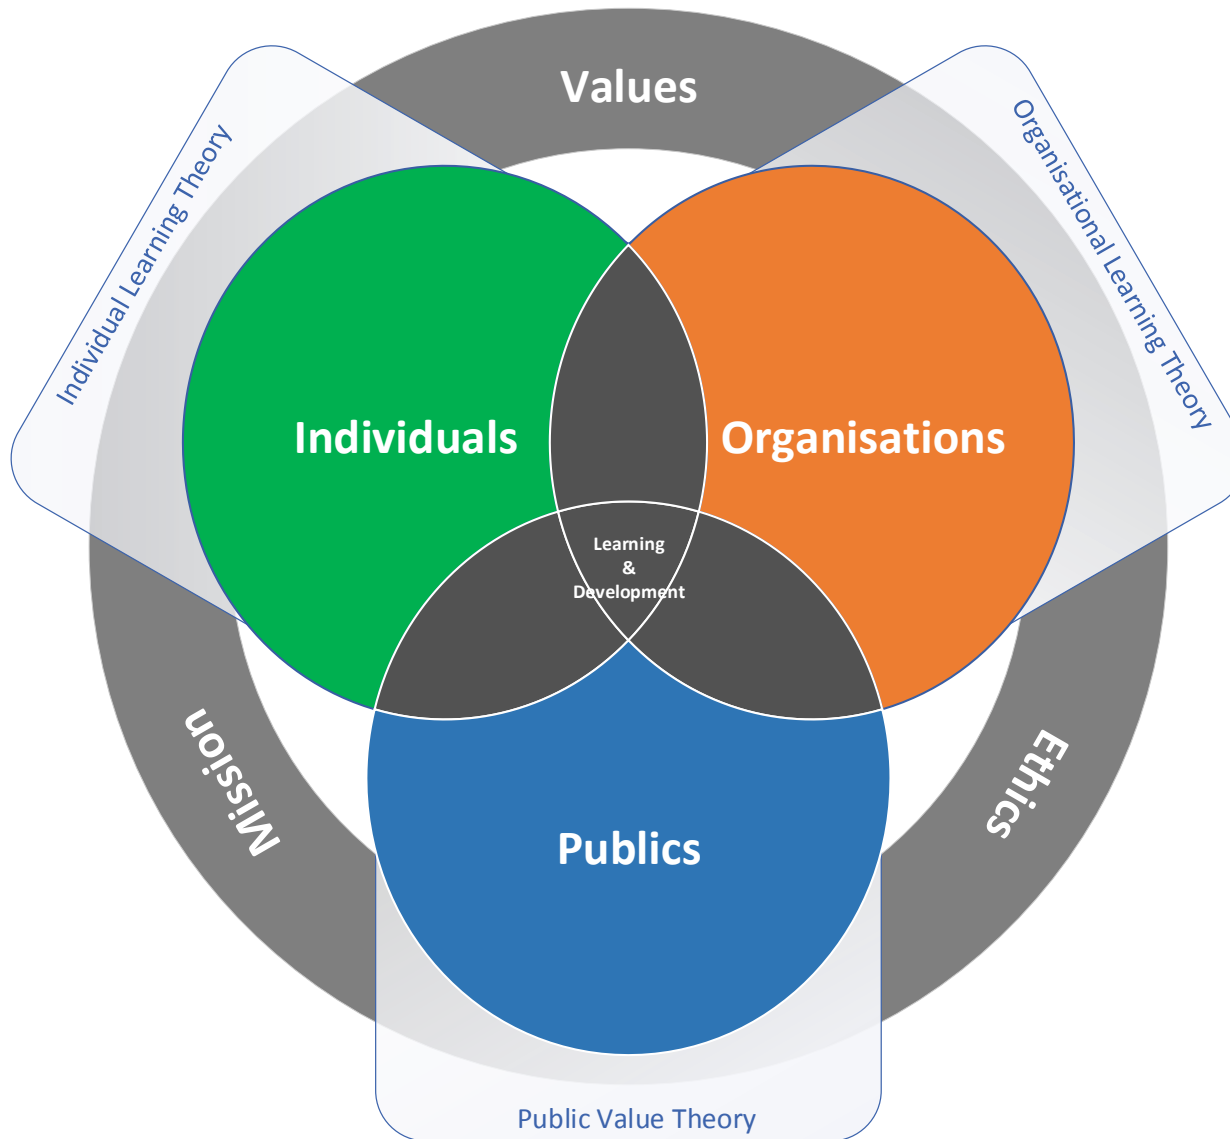 Values
Individual Learning Theory
Organisational Learning Theory
Individuals
Organisations
Learning
&
Development
Mission
Ethics
Publics
Public Value Theory